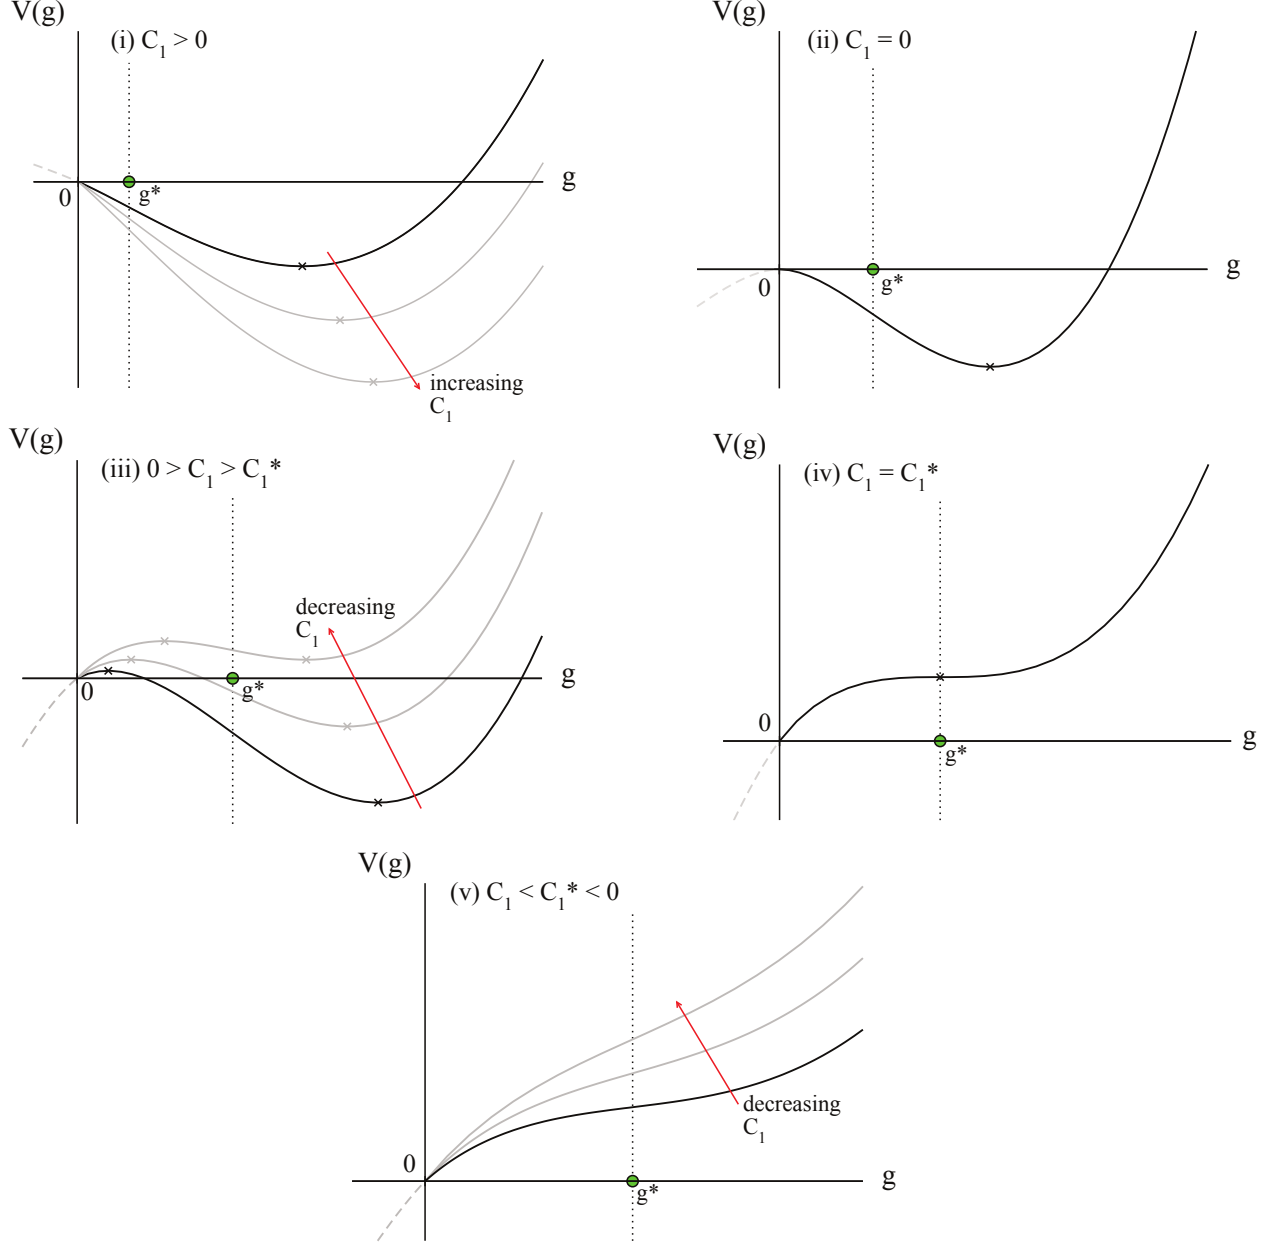 V(g)
(i) C₁ > 0
g
0
g*
increasing
C₁
V(g)
(ii) C₁ = 0
g
0
g*
V(g)
(iii) 0 > C₁ > C₁*
decreasing
C₁
g
0
g*
V(g)
(iv) C₁ = C₁*
0
g
g*
V(g)
(v) C₁ < C₁* < 0
decreasing
C₁
0
g
g*